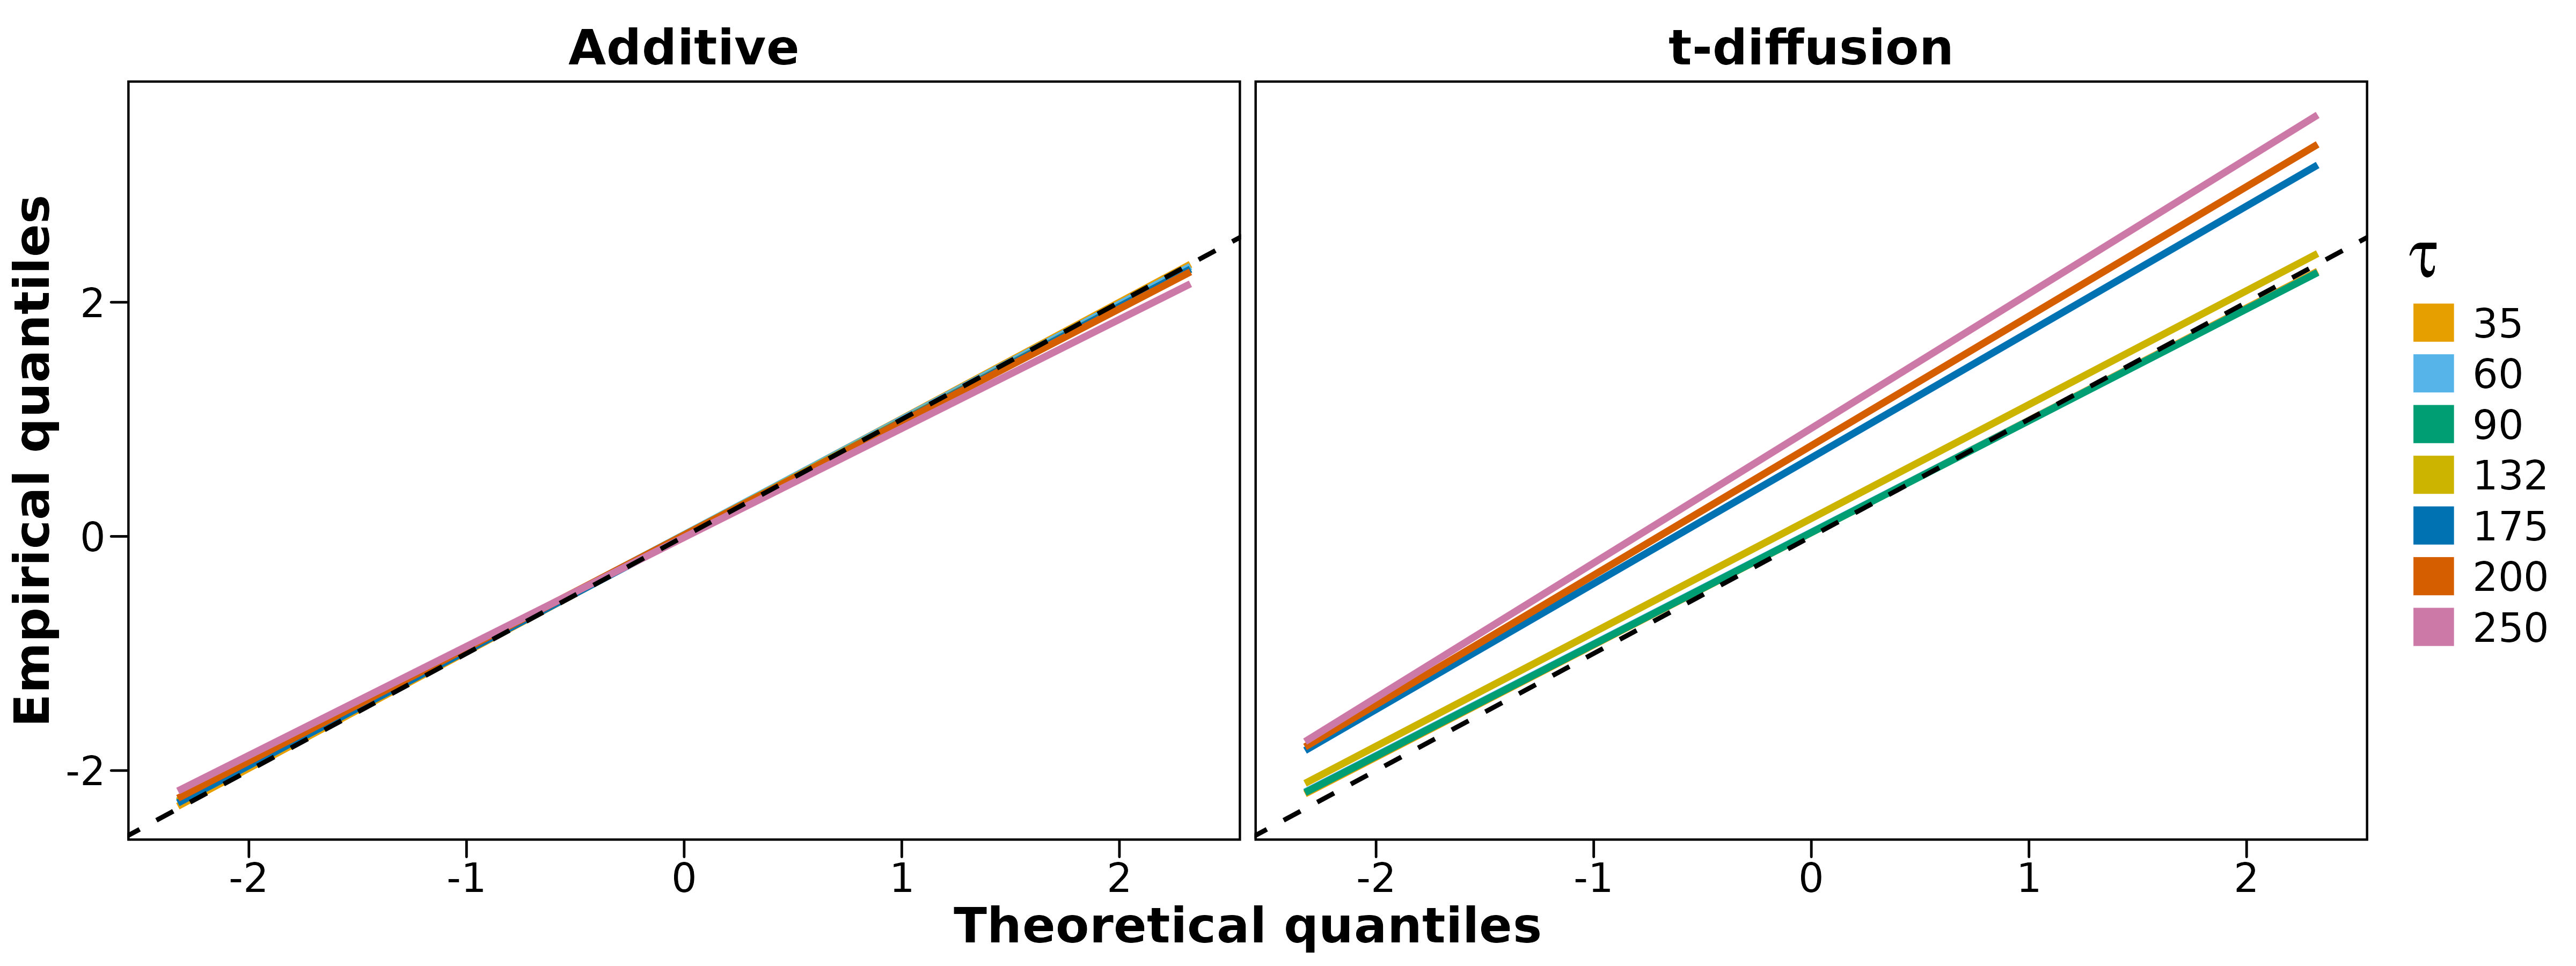 Additive
t-diffusion
Empirical quantiles
2
0
-2
-2 -1 0 1 2
-2 -1 0 1 2
Theoretical quantiles
τ
35
60
90
132
175
200
250